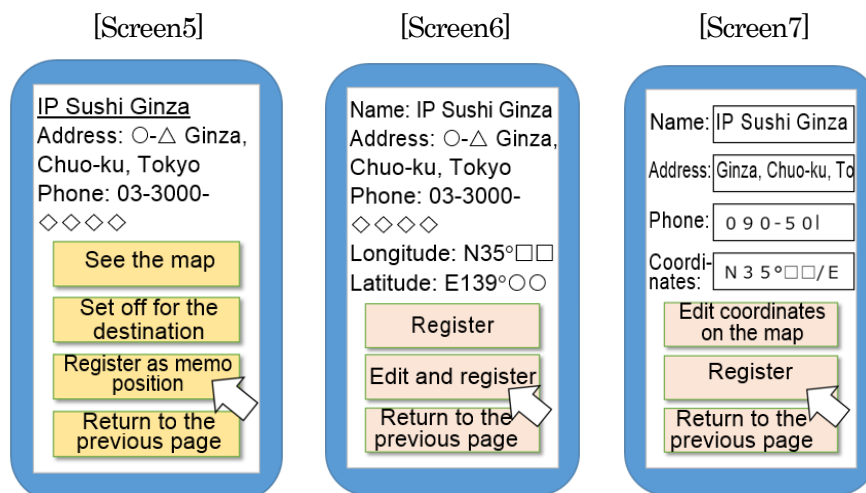 [Screen5]
IP Sushi Ginza
Address: ○-△ Ginza,
Chuo-ku, Tokyo
Phone: 03-3000-
◇◇◇◇
See the map
Set off for the
destination
Register as memo
position
Return to the
previous page
[Screen6]
Name: IP Sushi Ginza
Address: ○-△ Ginza,
Chuo-ku, Tokyo
Phone: 03-3000-
◇◇◇◇
Longitude: N35°□□
Latitude: E139°○○
Register
Edit and register
Return to the
previous page
[Screen7]
Name: IP Sushi Ginza
Address: Ginza, Chuo-ku, To
Phone: 090-50l
Coordi-
nates: N35°□□/E
Edit coordinates
on the map
Register
Return to the
previous page